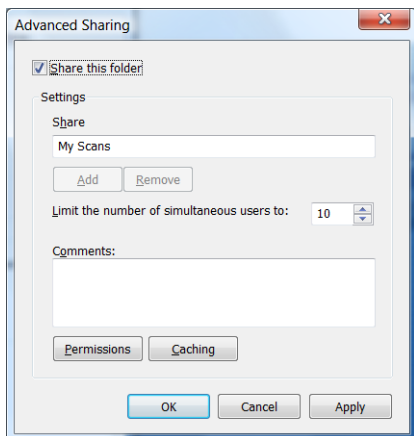 Advanced Sharing
Share this folder
Settings
Share
My Scans
Add Remove
Limit the number of simultaneous users to: 10
Comments:
Permissions Caching
OK Cancel Apply